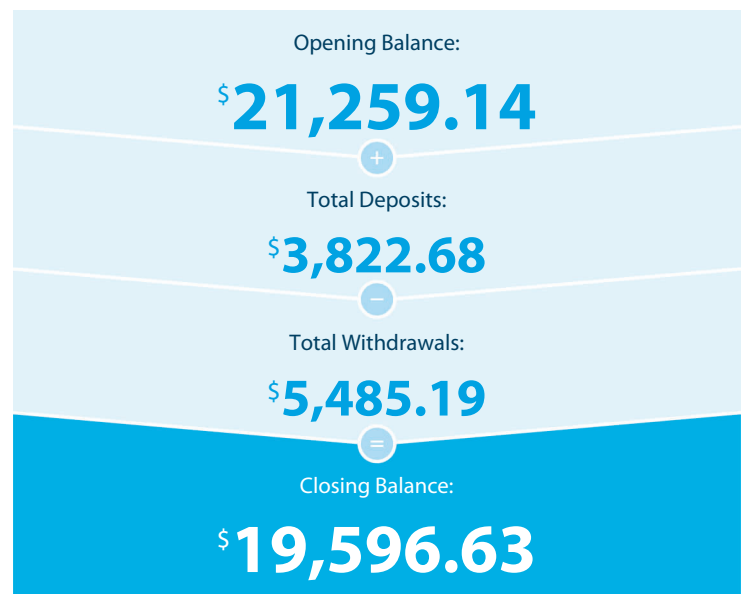 Opening Balance:
$21,259.14
+
Total Deposits:
$3,822.68
−
Total Withdrawals:
$5,485.19
=
Closing Balance:
$19,596.63